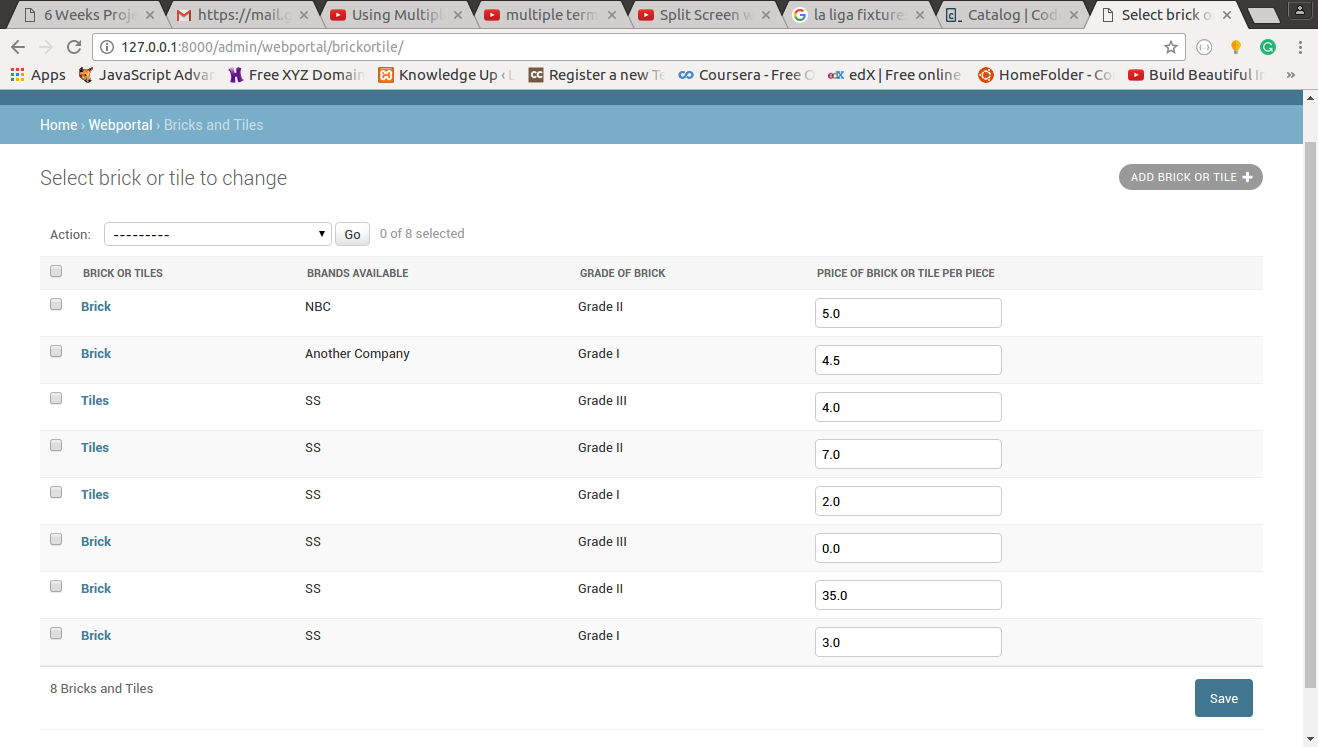 6 Weeks Proje
https://mail.g
Using Multipl
multiple term
Split Screen w
la liga fixture
Catalog | Cod
Select brick o
127.0.0.1:8000/admin/webportal/brickortile/
Apps JavaScript Advan Free XYZ Domain Knowledge Up ‹ L Register a new Te Coursera - Free O edX | Free online HomeFolder - Co Build Beautiful In »
Home › Webportal › Bricks and Tiles
Select brick or tile to change
ADD BRICK OR TILE +
Action: --------- Go 0 of 8 selected
BRICK OR TILES BRANDS AVAILABLE GRADE OF BRICK PRICE OF BRICK OR TILE PER PIECE
Brick NBC Grade II 5.0
Brick Another Company Grade I 4.5
Tiles SS Grade III 4.0
Tiles SS Grade II 7.0
Tiles SS Grade I 2.0
Brick SS Grade III 0.0
Brick SS Grade II 35.0
Brick SS Grade I 3.0
8 Bricks and Tiles
Save